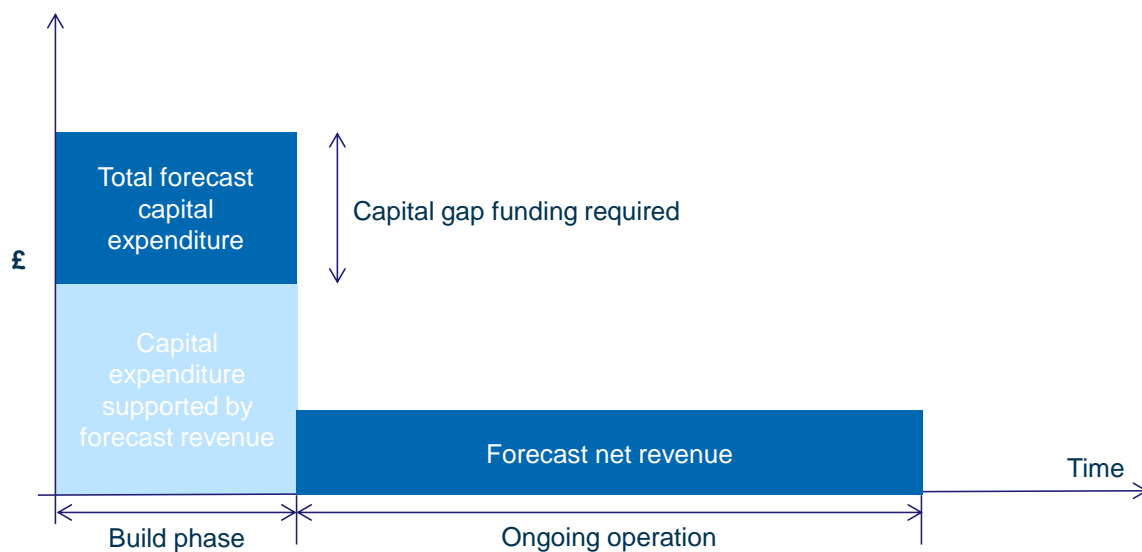 Total forecast
capital
expenditure
Capital gap funding required
£
Capital
expenditure
supported by
forecast revenue
Forecast net revenue
Time
Build phase
Ongoing operation